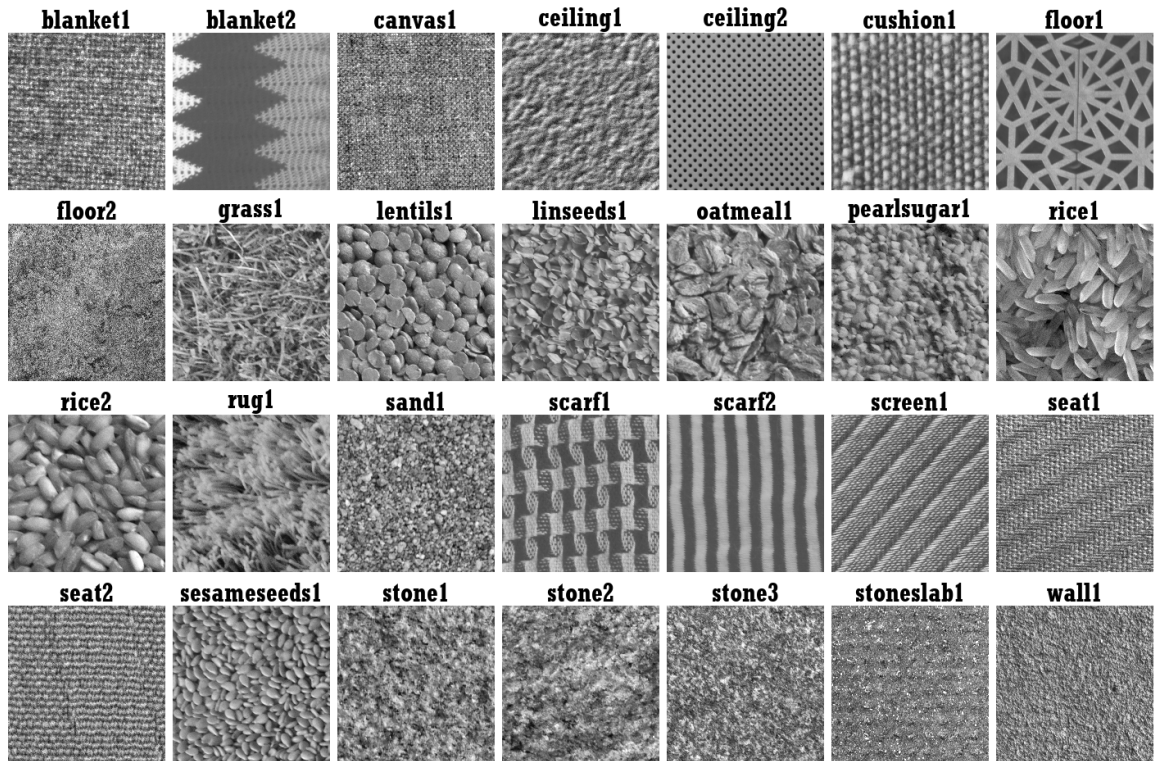 blanket1 blanket2 canvas1 ceiling1 ceiling2 cushion1 floor1
floor2 grass1 lentils1 linseeds1 oatmeal1 pearlsugar1 rice1
rice2 rug1 sand1 scarf1 scarf2 screen1 seat1
seat2 sesameseeds1 stone1 stone2 stone3 stoneslab1 wall1